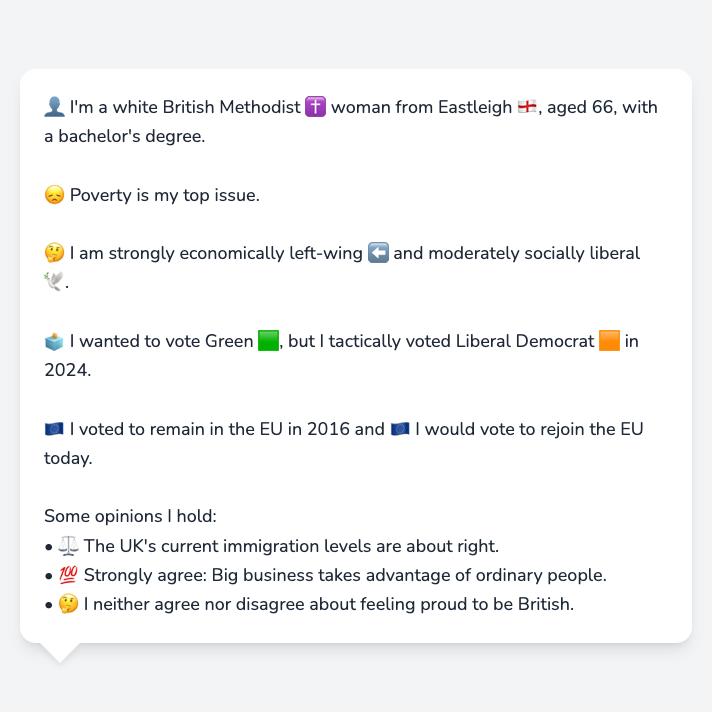 👤 I'm a white British Methodist ✝️ woman from Eastleigh 🏴󠁧󠁢󠁥󠁮󠁧󠁿, aged 66, with
a bachelor's degree.
😞 Poverty is my top issue.
🤔 I am strongly economically left-wing ⬅️ and moderately socially liberal
🕊️.
🗳️ I wanted to vote Green 🟩, but I tactically voted Liberal Democrat 🟧 in
2024.
🇪🇺 I voted to remain in the EU in 2016 and 🇪🇺 I would vote to rejoin the EU
today.
Some opinions I hold:
• ⚖️ The UK's current immigration levels are about right.
• 💯 Strongly agree: Big business takes advantage of ordinary people.
• 🤔 I neither agree nor disagree about feeling proud to be British.